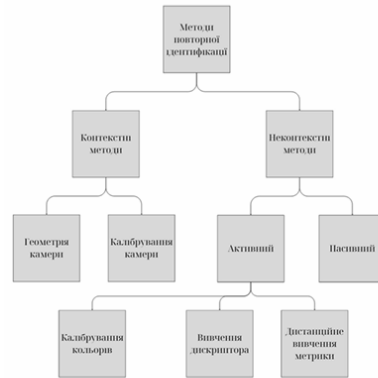 Методи
повторної
ідентифікації
Контекстні
методи
Неконтекстні
методи
Геометрія
камери
Калібрування
камери
Активний
Пасивний
Калібрування
кольорів
Вивчення
дискриптора
Дистанційне
вивчення
метрики